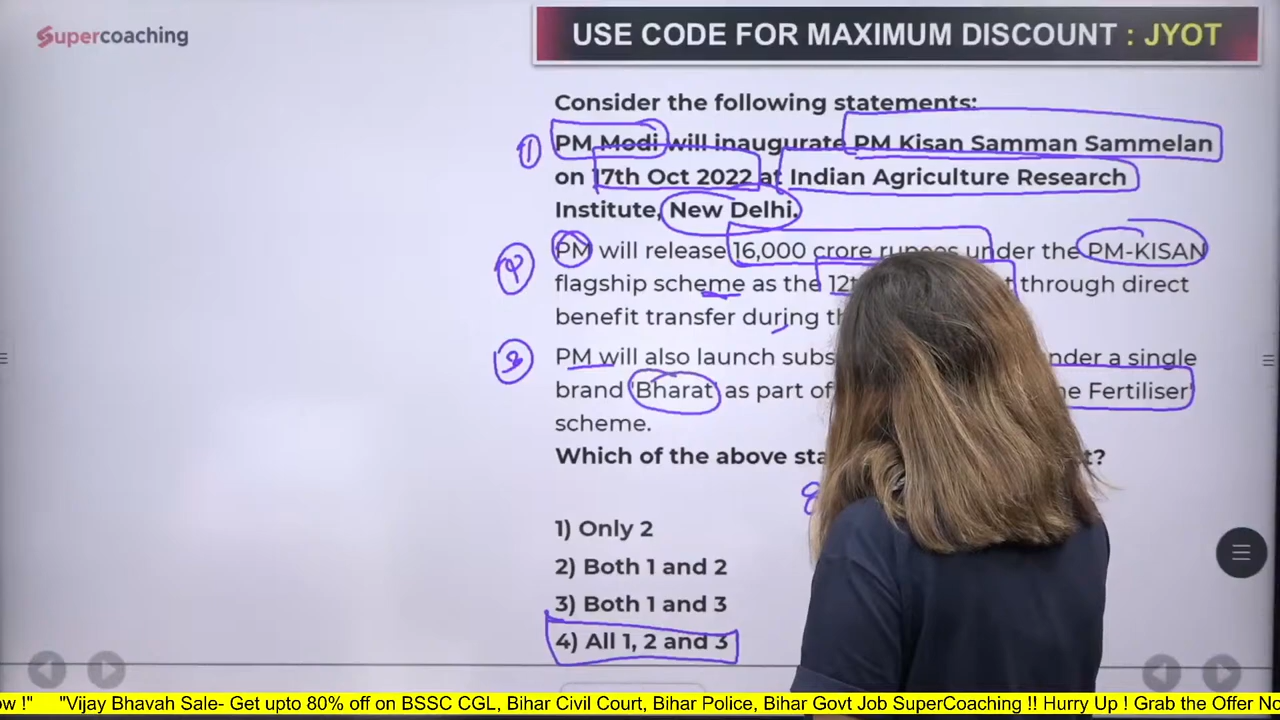 Supercoaching
USE CODE FOR MAXIMUM DISCOUNT : JYOT
Consider the following statements:
① PM Modi will inaugurate PM Kisan Samman Sammelan
on 17th Oct 2022 at Indian Agriculture Research
Institute, New Delhi.
PM will release 16,000 crore rupees under the PM-KISAN
flagship scheme as the through direct
benefit transfer during
③ PM will also launch under a single
brand 'Bharat' as part of Fertiliser'
scheme.
Which of the above
1) Only 2
2) Both 1 and 2
3) Both 1 and 3
4) All 1, 2 and 3
!" "Vijay Bhavah Sale- Get upto 80% off on BSSC CGL, Bihar Civil Court, Bihar Police, Bihar Govt Job SuperCoaching !! Hurry Up ! Grab the Offer